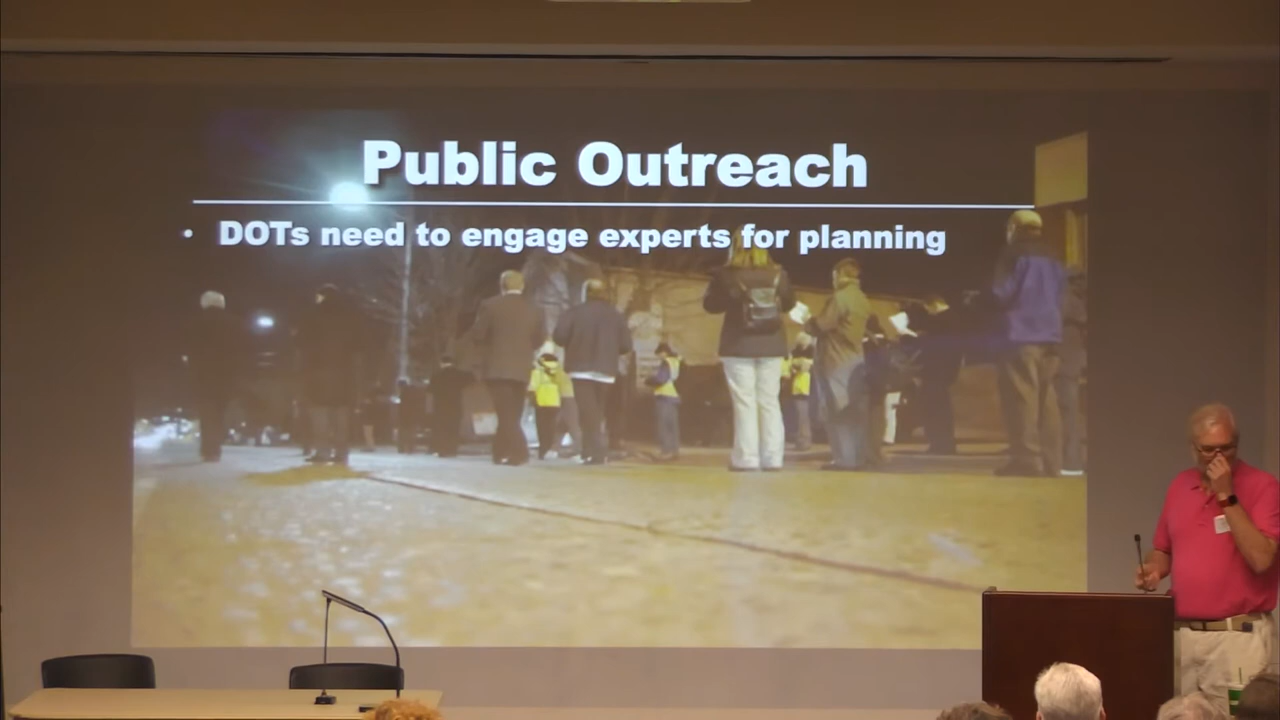 Public Outreach
• DOTs need to engage experts for planning